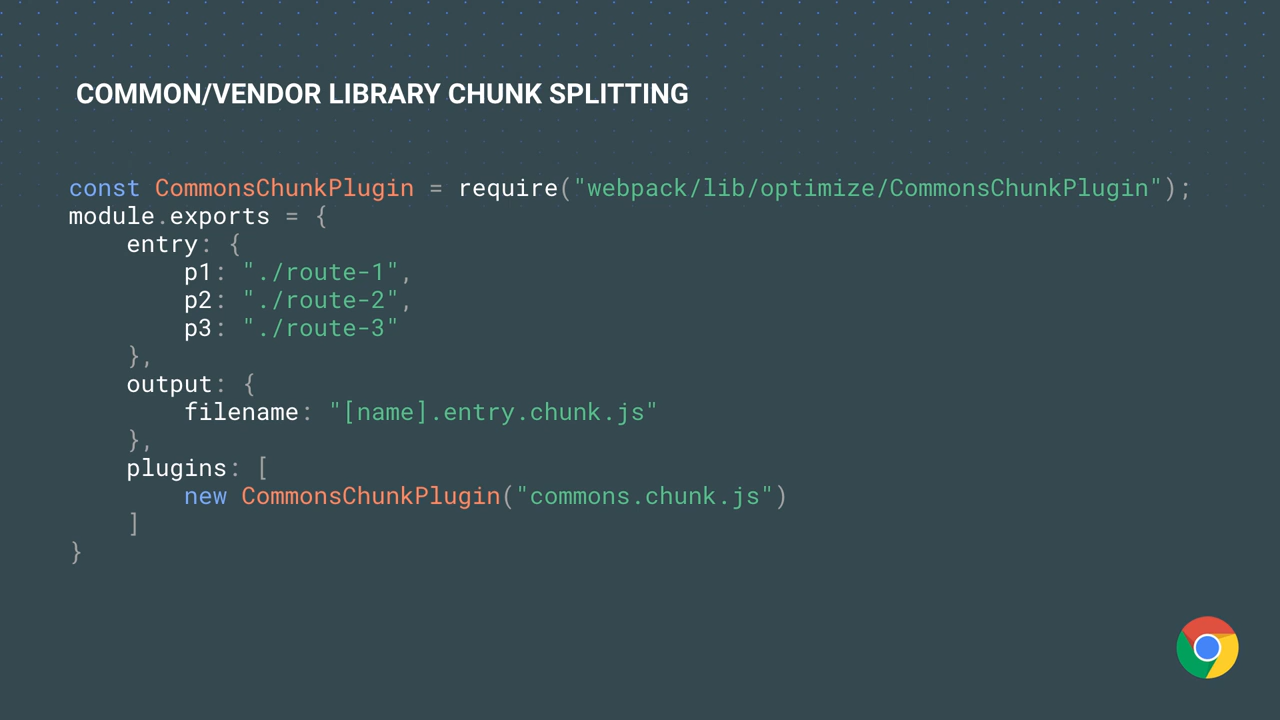 COMMON/VENDOR LIBRARY CHUNK SPLITTING
const CommonsChunkPlugin = require("webpack/lib/optimize/CommonsChunkPlugin");
module.exports = {
    entry: {
        p1: "./route-1",
        p2: "./route-2",
        p3: "./route-3"
    },
    output: {
        filename: "[name].entry.chunk.js"
    },
    plugins: [
        new CommonsChunkPlugin("commons.chunk.js")
    ]
}